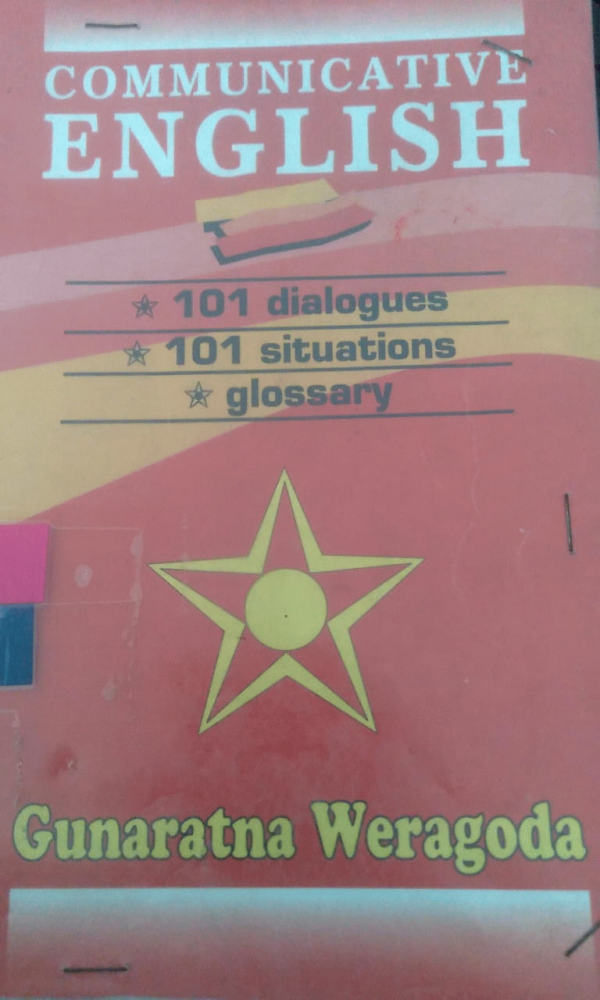 COMMUNICATIVE
ENGLISH
101 dialogues
101 situations
glossary
Gunaratna Weragoda